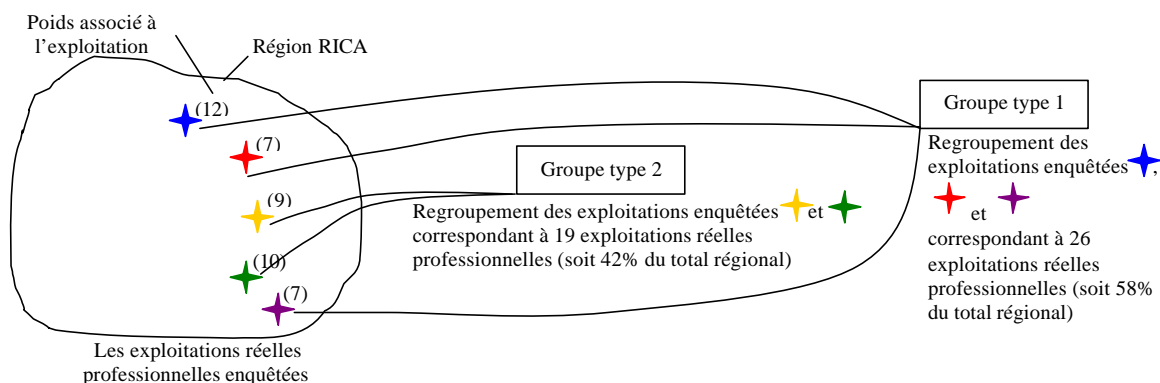 Poids associé à
l'exploitation
Région RICA
(12)
(7)
(9)
(10)
(7)
Les exploitations réelles
professionnelles enquêtées
Groupe type 2
Regroupement des exploitations enquêtées et
correspondant à 19 exploitations réelles
professionnelles (soit 42% du total régional)
Groupe type 1
Regroupement des
exploitations enquêtées ,
et
correspondant à 26
exploitations réelles
professionnelles (soit 58%
du total régional)